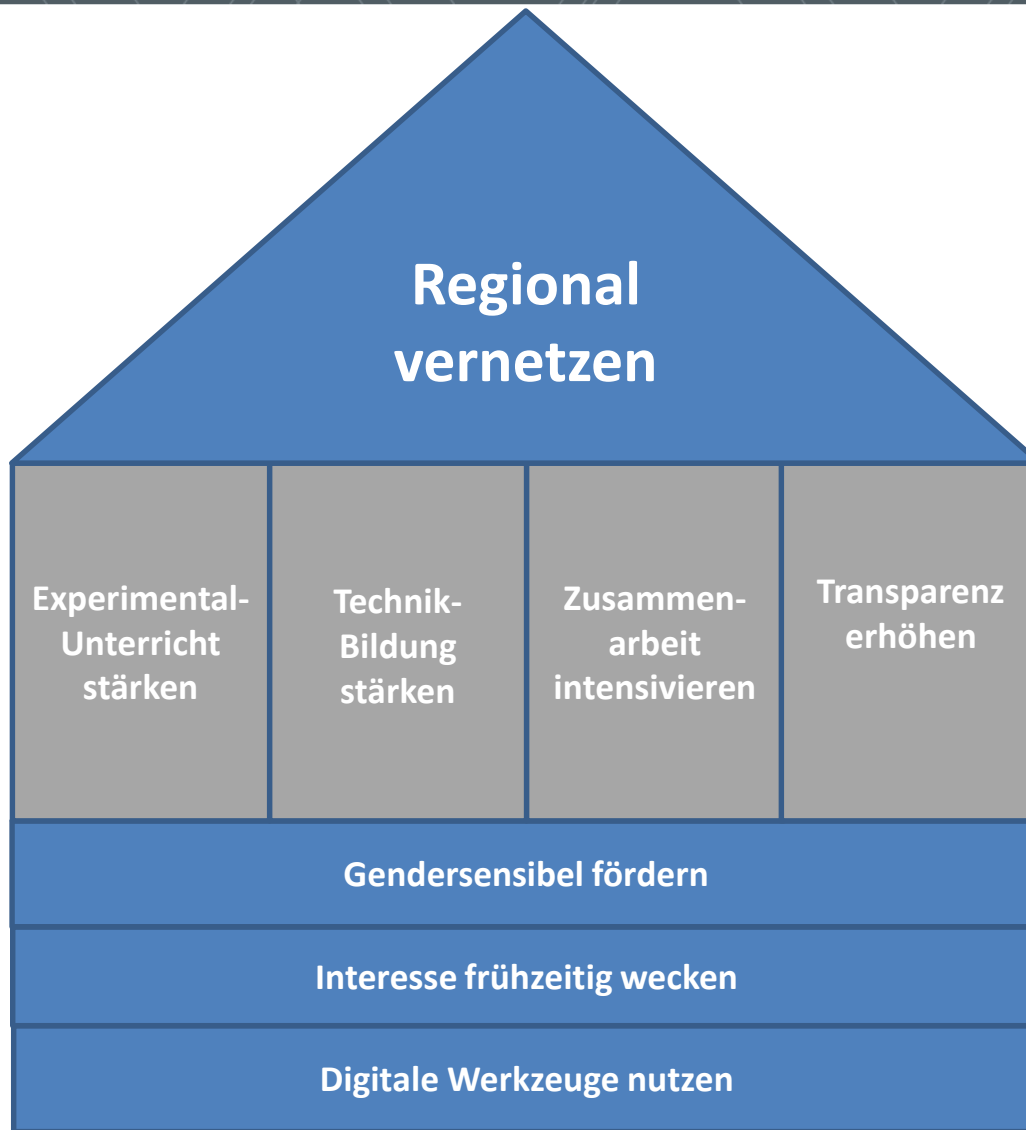 Regional
vernetzen
Experimental-
Unterricht
stärken
Technik-
Bildung
stärken
Zusammen-
arbeit
intensivieren
Transparenz
erhöhen
Gendersensibel fördern
Interesse frühzeitig wecken
Digitale Werkzeuge nutzen